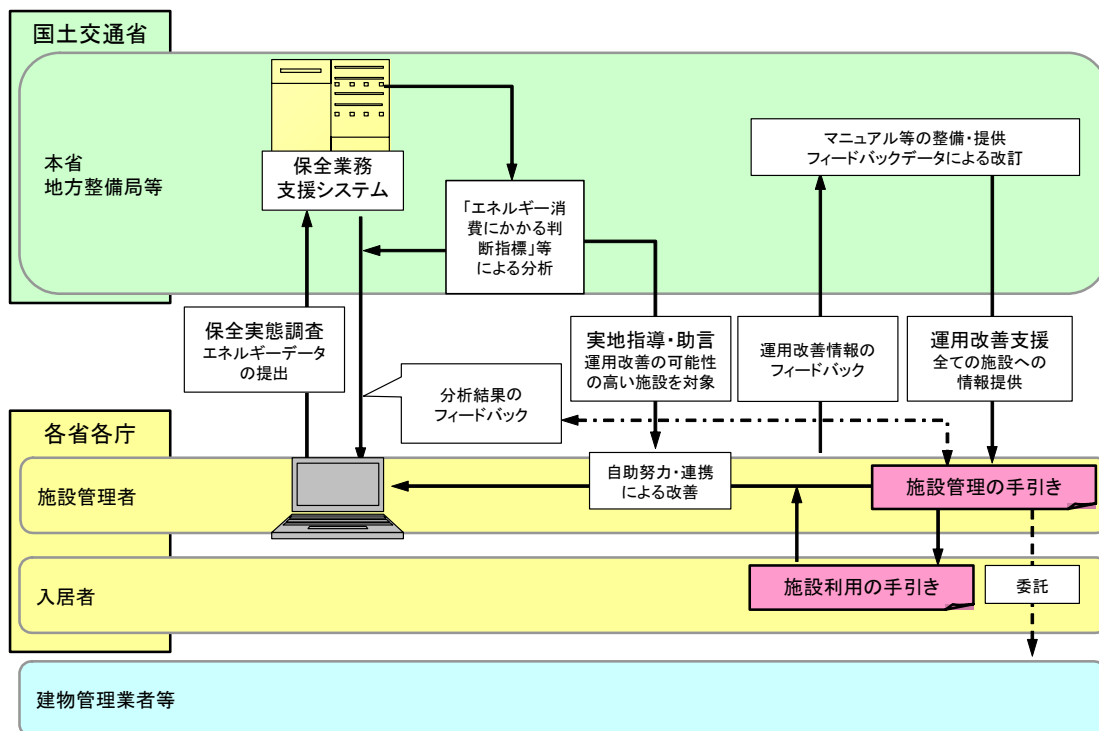 国土交通省
本省
地方整備局等
保全業務
支援システム
「エネルギー消
費にかかる判
断指標」等
による分析
マニュアル等の整備・提供
フィードバックデータによる改訂
保全実態調査
エネルギーデータ
の提出
分析結果の
フィードバック
実地指導・助言
運用改善の可能性
の高い施設を対象
運用改善情報の
フィードバック
運用改善支援
全ての施設への
情報提供
各省各庁
施設管理者
自助努力・連携
による改善
施設管理の手引き
入居者
施設利用の手引き
委託
建物管理業者等